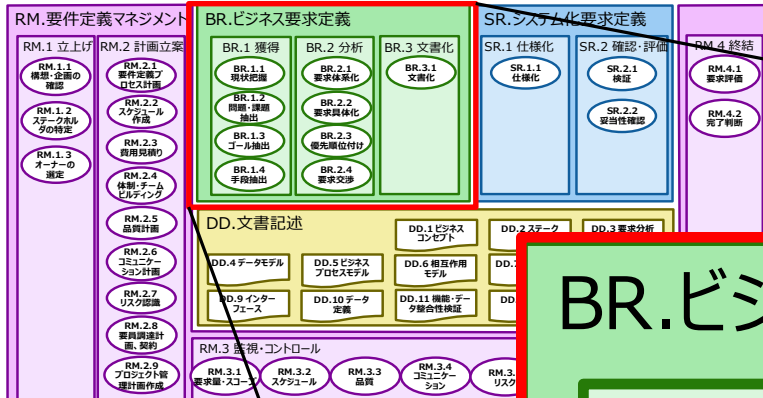 RM.要件定義マネジメント
RM.1 立上げ
RM.1.1
構想・企画の
確認
RM.1.2
ステークホル
ダの特定
RM.1.3
オーナーの
選定
RM.2 計画立案
RM.2.1
要件定義プ
ロセス計画
RM.2.2
スケジュール
作成
RM.2.3
費用見積り
RM.2.4
体制・チーム
ビルディング
RM.2.5
品質計画
RM.2.6
コミュニケー
ション計画
RM.2.7
リスク認識
RM.2.8
要員調達計
画、契約
RM.2.9
プロジェクト管
理計画作成
BR.ビジネス要求定義
BR.1 獲得
BR.1.1
現状把握
BR.1.2
問題・課題
抽出
BR.1.3
ゴール抽出
BR.1.4
手段抽出
BR.2 分析
BR.2.1
要求体系化
BR.2.2
要求具体化
BR.2.3
優先順位付け
BR.2.4
要求交渉
BR.3 文書化
BR.3.1
文書化
SR.システム化要求定義
SR.1 仕様化
SR.1.1
仕様化
SR.2 確認・評価
SR.2.1
検証
SR.2.2
妥当性確認
RM.4 終結
RM.4.1
要求評価
RM.4.2
完了判断
DD.文書記述
DD.1 ビジネス
コンセプト
DD.2 ステーク
DD.3 要求分析
DD.4 データモデル
DD.5 ビジネス
プロセスモデル
DD.6 相互作用
モデル
DD.7
DD.9 インター
フェース
DD.10 データ
定義
DD.11 機能・デー
タ整合性検証
DD
RM.3 監視・コントロール
RM.3.1
要求量・スコープ
RM.3.2
スケジュール
RM.3.3
品質
RM.3.4
コミュニケー
ション
RM.3.
リスク
BR.ビジ